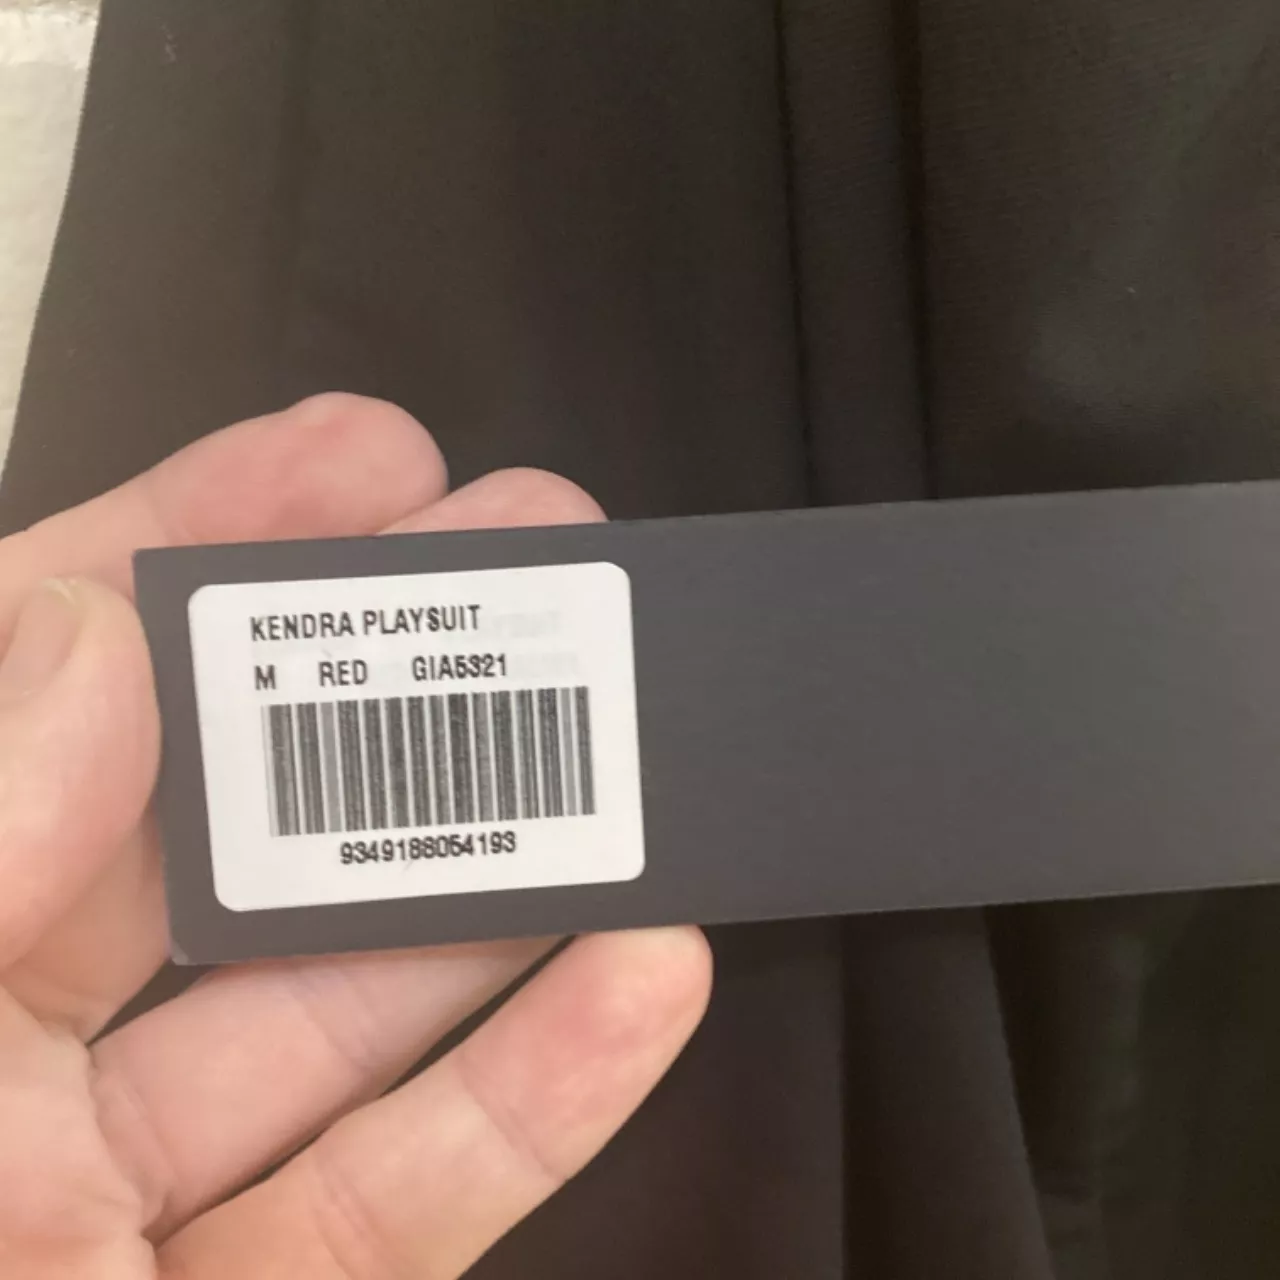 KENDRA PLAYSUIT
M RED GIA5321
9349188054193